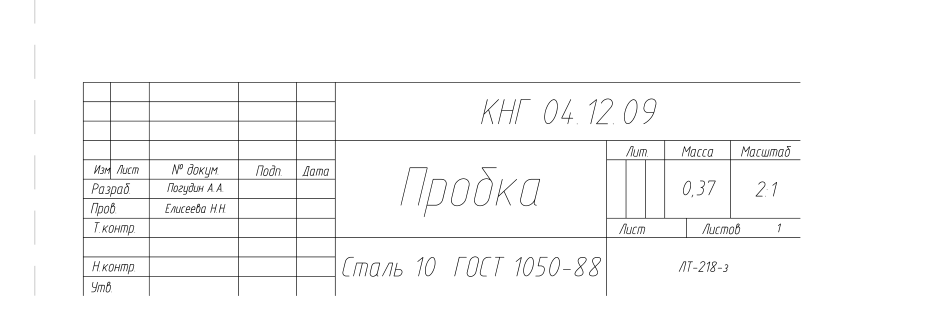 КНГ 04.12.09
Лит. Масса Масштаб
Изм Лист № докум. Подп. Дата
Разраб Погудин А.А.
Пробка
0,37 2:1
Пров. Елисеева Н.Н.
Т.контр.
Лист Листов 1
Н.контр.
Сталь 10 ГОСТ 1050-88
ЛТ-218-з
Утв.